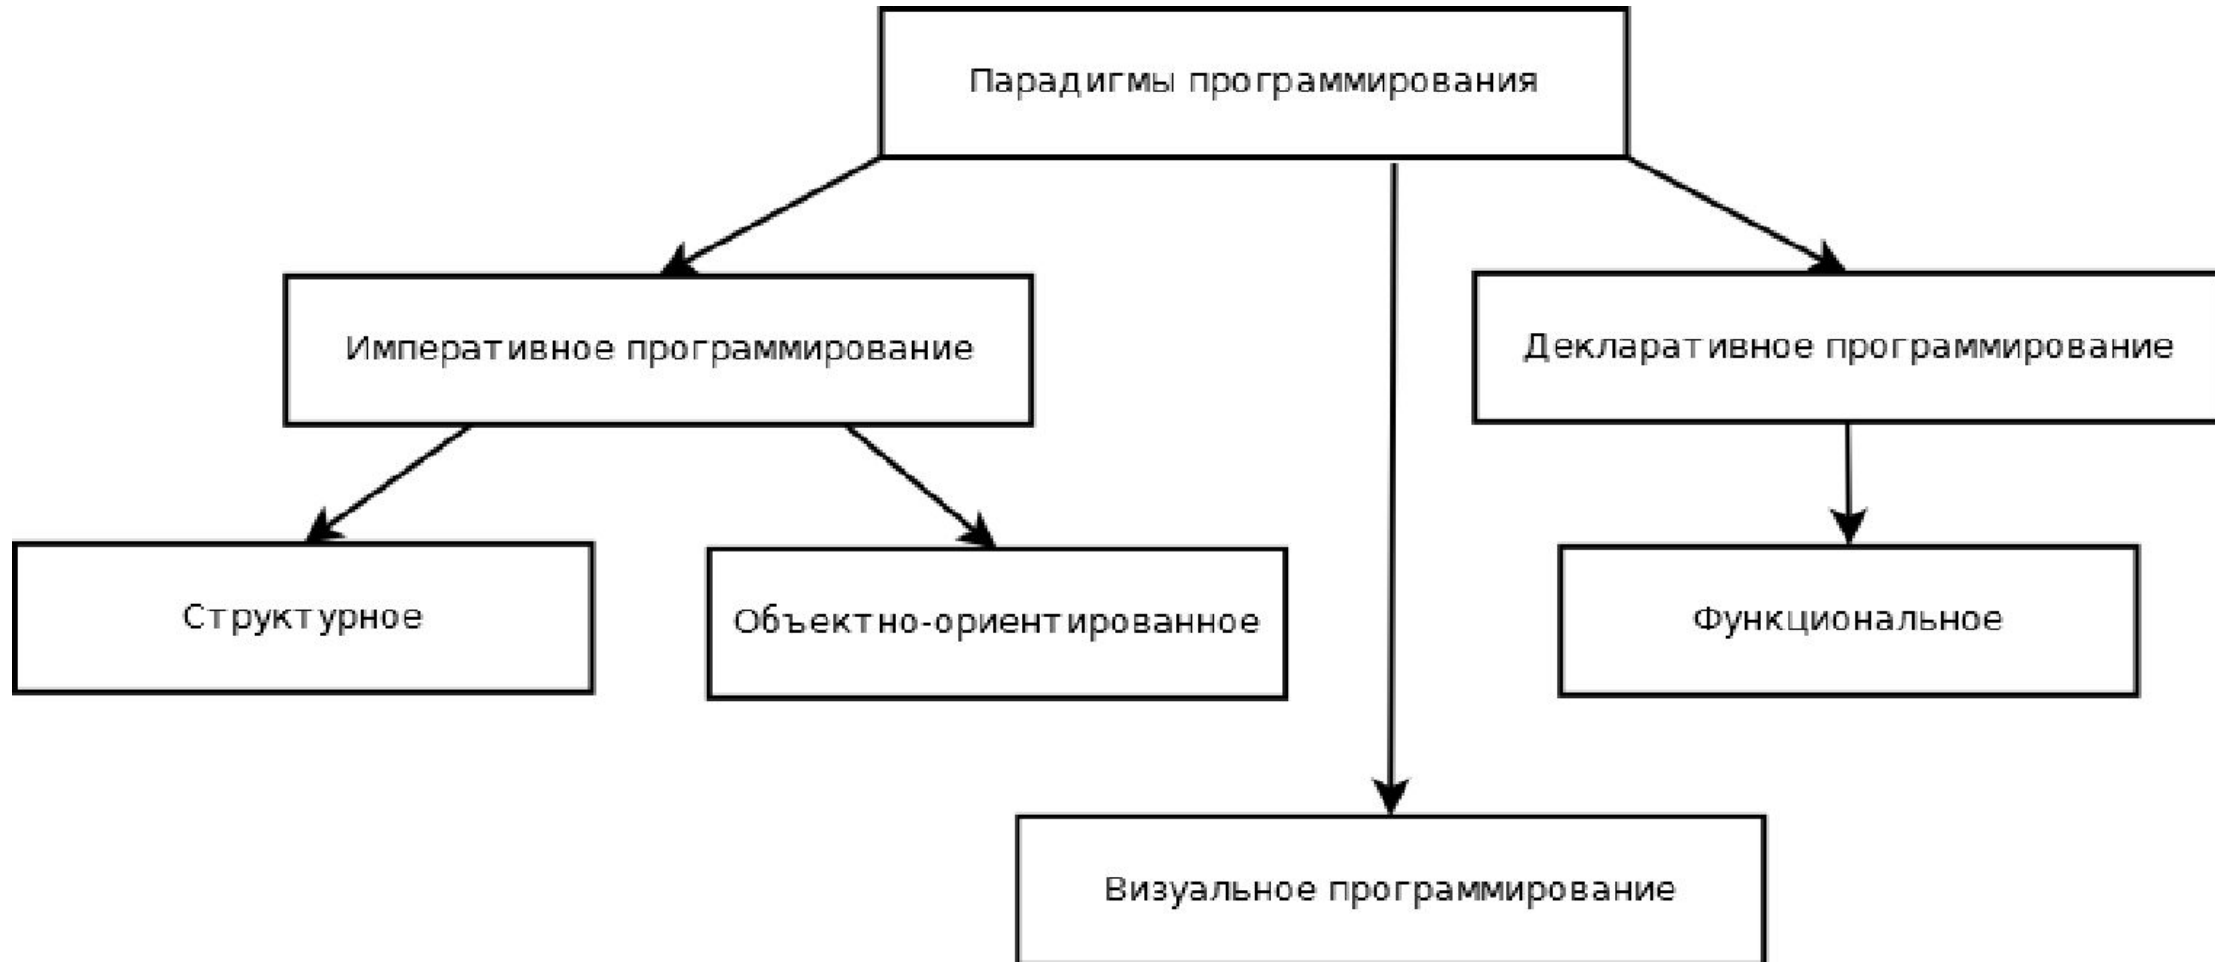 Парадигмы программирования
Императивное программирование
Декларативное программирование
Структурное
Объектно-ориентированное
Функциональное
Визуальное программирование